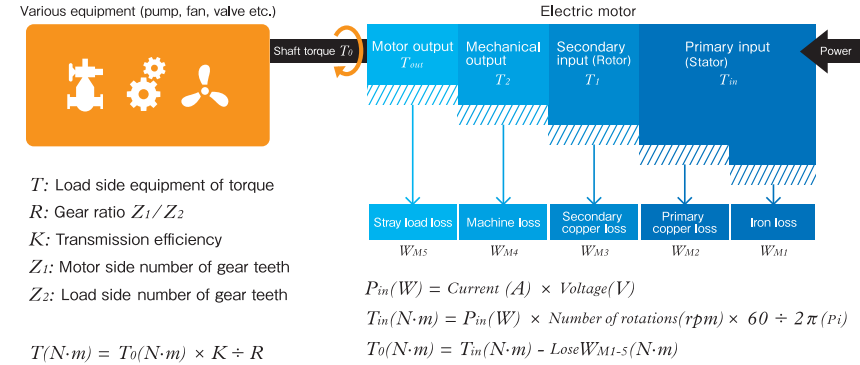 Various equipment (pump, fan, valve etc.)
Electric motor
Shaft torque T0
Motor output
Tout
Mechanical
output
T2
Secondary
input (Rotor)
T1
Primary input
(Stator)
Tin
Power
Stray load loss
Machine loss
Secondary
copper loss
Primary
copper loss
Iron loss
WM5
WM4
WM3
WM2
WM1
T: Load side equipment of torque
R: Gear ratio Z1/Z2
K: Transmission efficiency
Z1: Motor side number of gear teeth
Z2: Load side number of gear teeth
T(N·m) = T0(N·m) × K ÷ R
Pin(W) = Current (A) × Voltage(V)
Tin(N·m) = Pin(W) × Number of rotations(rpm) × 60 ÷ 2π(Pi)
T0(N·m) = Tin(N·m) - LoseWM1-5(N·m)